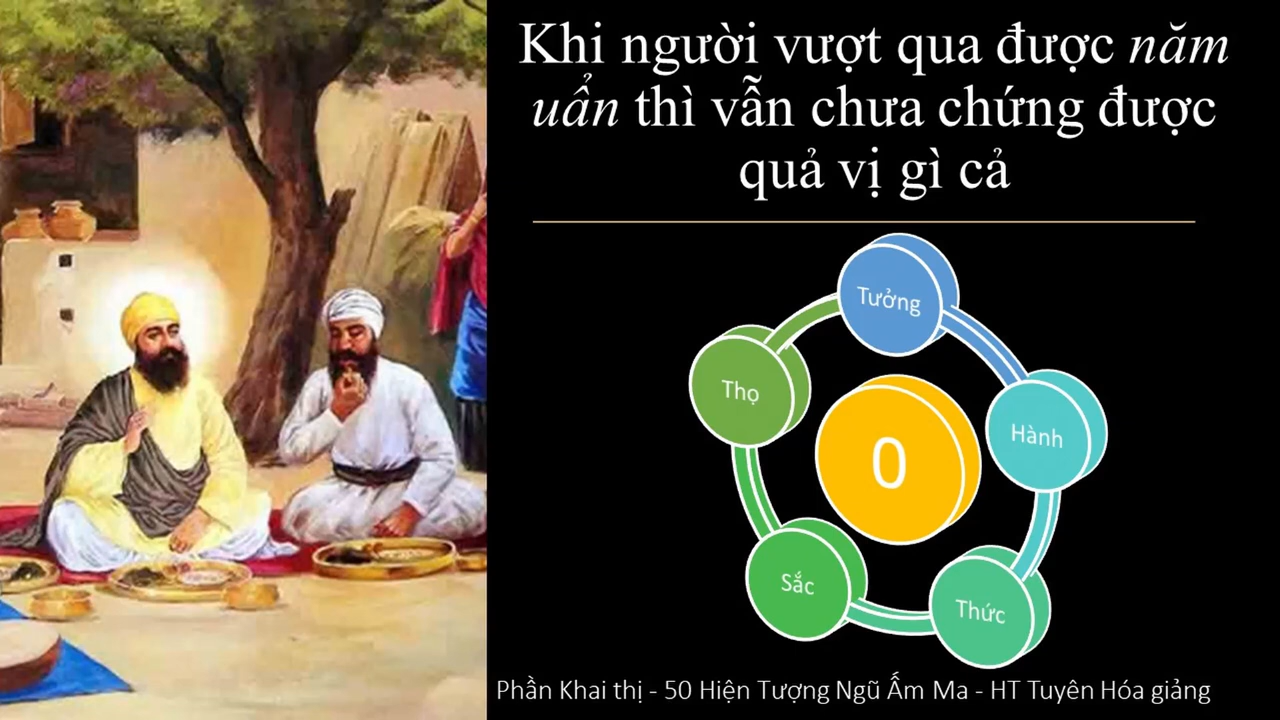 Khi người vượt qua được năm
uẩn thì vẫn chưa chứng được
quả vị gì cả
Tưởng
Thọ
Hành
0
Sắc
Thức
Phần Khai thị - 50 Hiện Tượng Ngũ Ấm Ma - HT Tuyên Hóa giảng